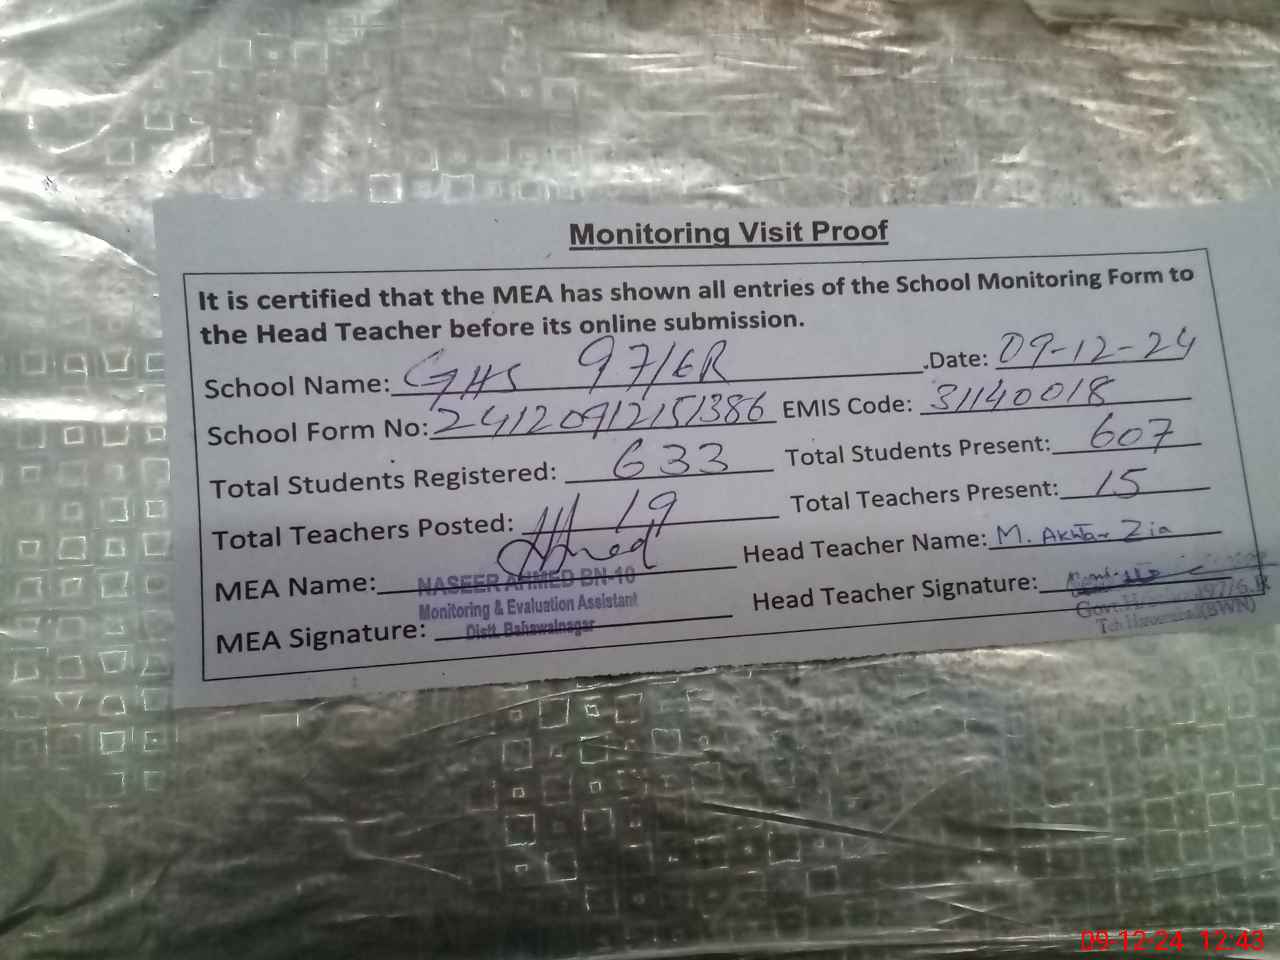 Monitoring Visit Proof
It is certified that the MEA has shown all entries of the School Monitoring Form to
the Head Teacher before its online submission.
School Name: GHS 97/6R .Date: 09-12-24
School Form No: 24120912151386 EMIS Code: 31140018
Total Students Registered: 633 Total Students Present: 607
Total Teachers Posted: 19 Total Teachers Present: 15
MEA Name: Head Teacher Name: M. Akhtar Zia
NASEER AHMED BN-10
Monitoring & Evaluation Assistant
Distt. Bahawalnagar
MEA Signature: Head Teacher Signature:
97/6.R
(BWN)
09-12-24 12:43